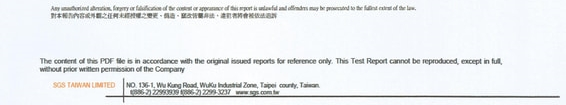 Any unauthorized alteration, forgery or falsification of the content or appearance of this report is unlawful and offenders may be prosecuted to the fullest extent of the law.
對本報告內容或外觀之任何未經授權之變更、偽造、竄改皆屬非法，違犯者將會被依法追訴
The content of this PDF file is in accordance with the original issued reports for reference only. This Test Report cannot be reproduced, except in full,
without prior written permission of the Company
SGS TAIWAN LIMITED NO. 136-1, Wu Kung Road, WuKu Industrial Zone, Taipei county, Taiwan.
t(886-2) 22993939 f(886-2) 2299-3237 www.sgs.com.tw